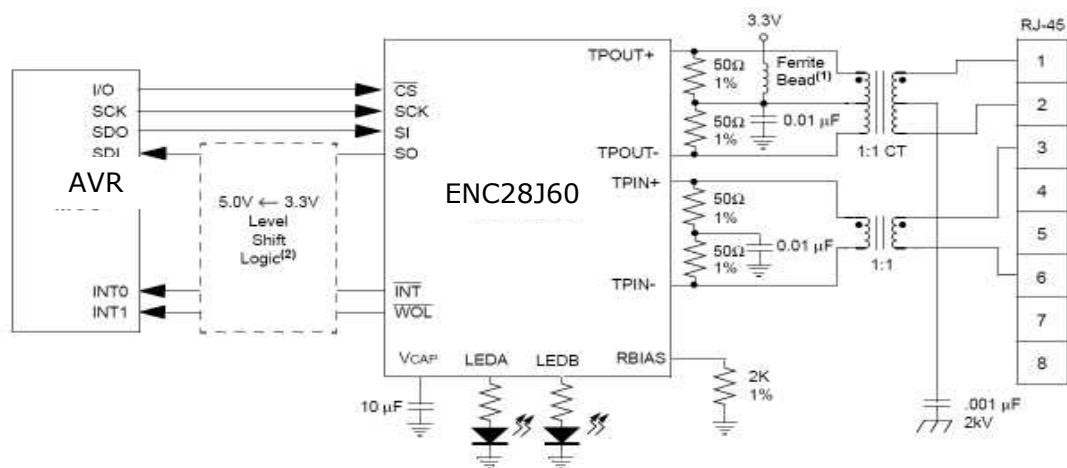 AVR
I/O
SCK
SDO
SDI
INT0
INT1
5.0V ← 3.3V
Level
Shift
Logic(2)
ENC28J60
CS
SCK
SI
SO
INT
WOL
VCAP
LEDA
LEDB
RBIAS
TPOUT+
TPOUT-
TPIN+
TPIN-
10 µF
2K
1%
3.3V
50Ω
1%
Ferrite
Bead(1)
50Ω
1%
0.01 µF
1:1 CT
50Ω
1%
50Ω
1%
0.01 µF
1:1
.001 µF
2kV
RJ-45
1
2
3
4
5
6
7
8